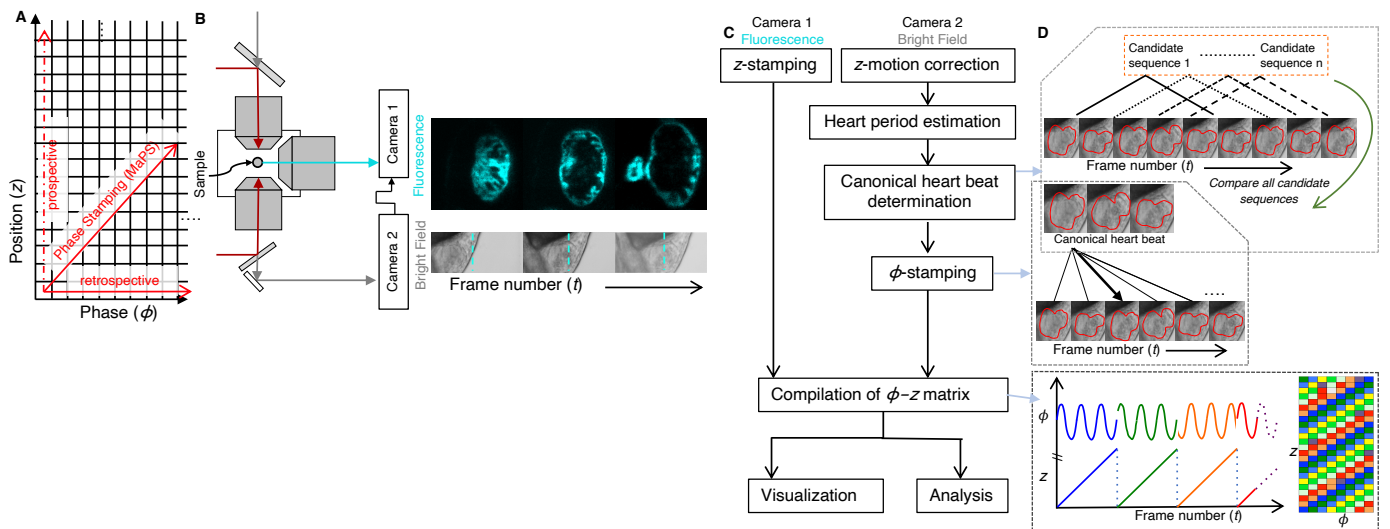 A
Position (z)
prospective
Phase Stamping (MaPS)
retrospective
Phase (ϕ)
B
Sample
Camera 1
Camera 2
Fluorescence
Bright Field
Frame number (t)
C
Camera 1
Fluorescence
Camera 2
Bright Field
z-stamping
z-motion correction
Heart period estimation
Canonical heart beat
determination
ϕ-stamping
Compilation of ϕ–z matrix
Visualization
Analysis
D
Candidate
sequence 1
Candidate
sequence n
Frame number (t)
Compare all candidate
sequences
Canonical heart beat
Frame number (t)
ϕ
z
Frame number (t)
z
ϕ